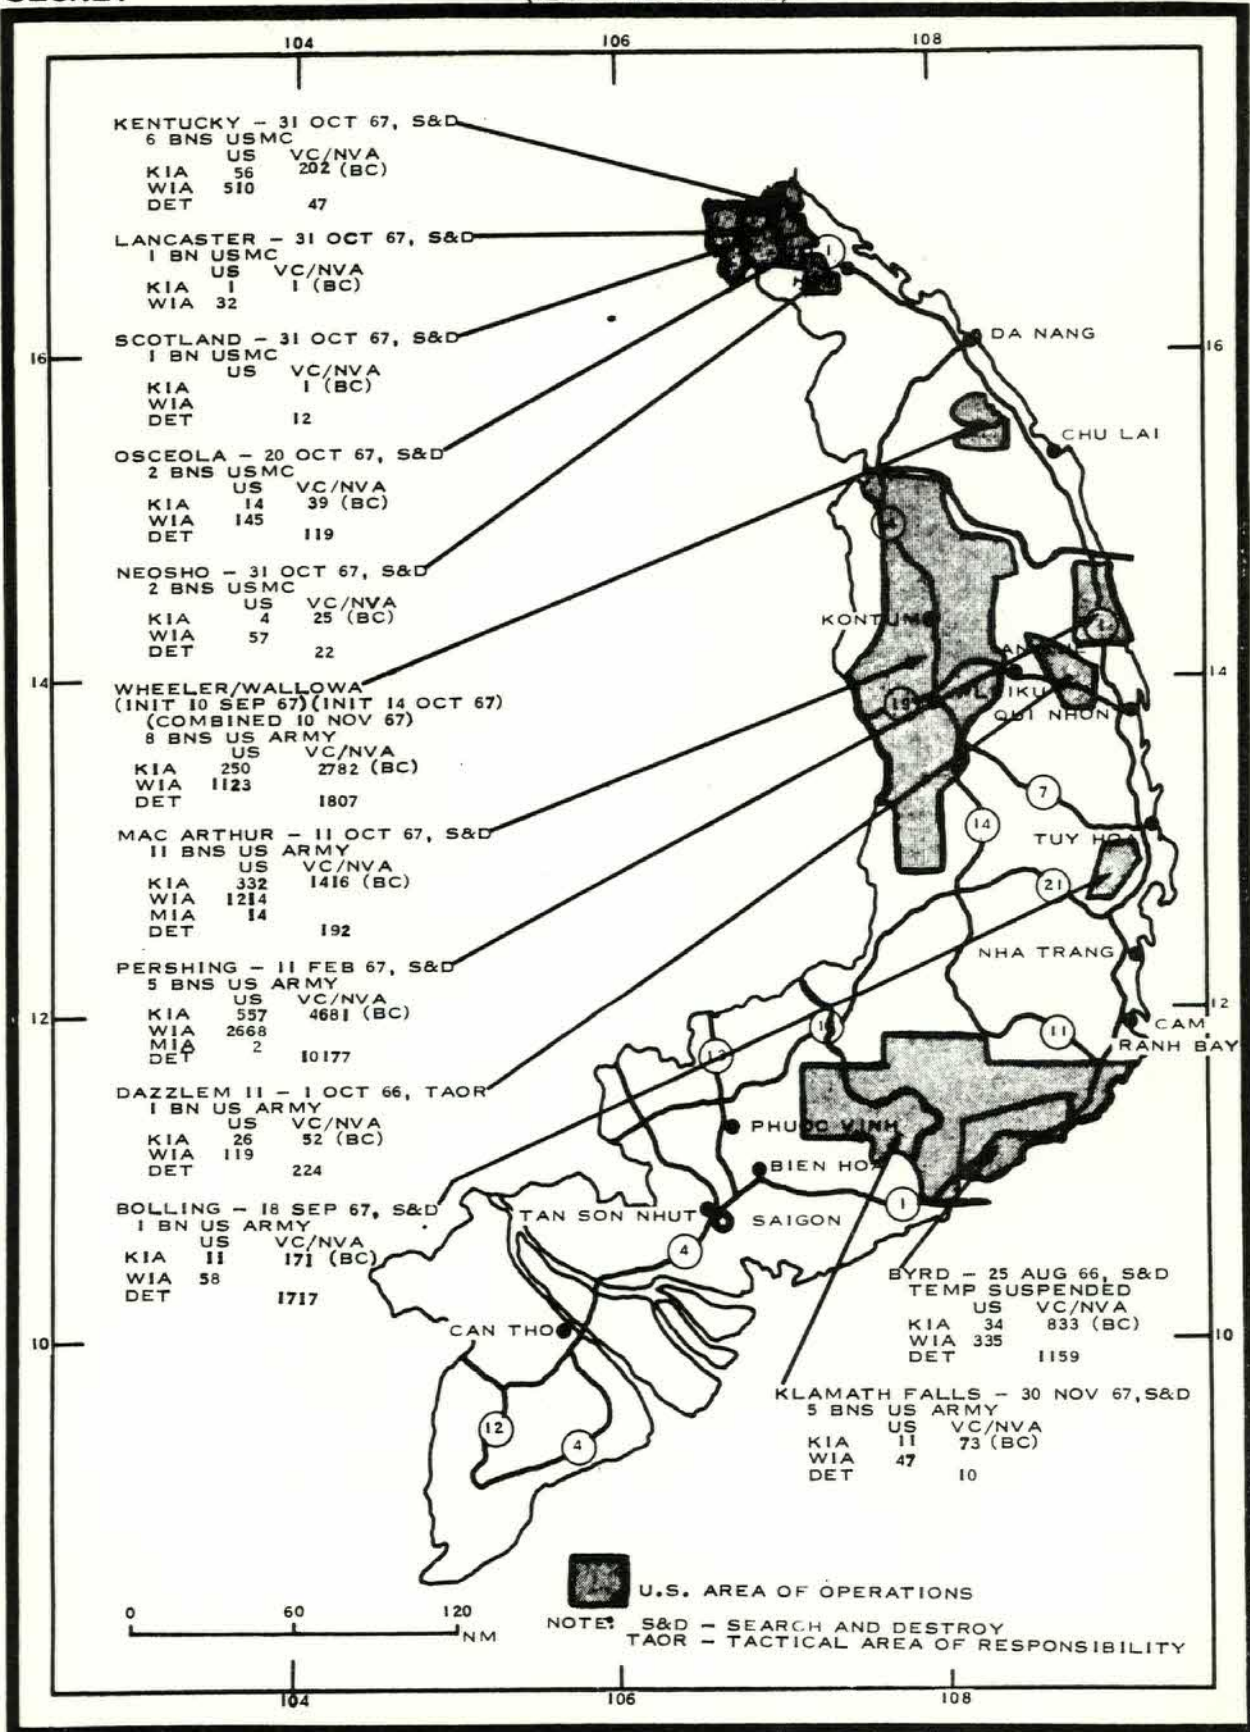 104 106 108
KENTUCKY - 31 OCT 67, S&D
6 BNS USMC
US VC/NVA
KIA 56 202 (BC)
WIA 510
DET 47
LANCASTER - 31 OCT 67, S&D
1 BN USMC
US VC/NVA
KIA 1 1 (BC)
WIA 32
SCOTLAND - 31 OCT 67, S&D
1 BN USMC
US VC/NVA
KIA 1 (BC)
WIA
DET 12
OSCEOLA - 20 OCT 67, S&D
2 BNS USMC
US VC/NVA
KIA 14 39 (BC)
WIA 145
DET 119
NEOSHO - 31 OCT 67, S&D
2 BNS USMC
US VC/NVA
KIA 4 25 (BC)
WIA 57
DET 22
WHEELER/WALLOWA
(INIT 10 SEP 67)(INIT 14 OCT 67)
(COMBINED 10 NOV 67)
8 BNS US ARMY
US VC/NVA
KIA 250 2782 (BC)
WIA 1123
DET 1807
MAC ARTHUR - 11 OCT 67, S&D
11 BNS US ARMY
US VC/NVA
KIA 332 1416 (BC)
WIA 1214
MIA 14
DET 192
PERSHING - 11 FEB 67, S&D
5 BNS US ARMY
US VC/NVA
KIA 557 4681 (BC)
WIA 2668
MIA 2
DET 10177
DAZZLEM II - 1 OCT 66, TAOR
1 BN US ARMY
US VC/NVA
KIA 26 52 (BC)
WIA 119
DET 224
BOLLING - 18 SEP 67, S&D
1 BN US ARMY
US VC/NVA
KIA 11 171 (BC)
WIA 58
DET 1717
16
14
12
10
1
DA NANG
16
CHU LAI
KONTUM
1
14
19
PLEIKU
QUI NHON
7
14
TUY HOA
21
NHA TRANG
12
11
CAM
RANH BAY
13
PHUOC VINH
BIEN HOA
TAN SON NHUT
SAIGON
1
4
CAN THO
10
12
4
BYRD - 25 AUG 66, S&D
TEMP SUSPENDED
US VC/NVA
KIA 34 833 (BC)
WIA 335
DET 1159
KLAMATH FALLS - 30 NOV 67, S&D
5 BNS US ARMY
US VC/NVA
KIA 11 73 (BC)
WIA 47
DET 10
U.S. AREA OF OPERATIONS
NOTE: S&D - SEARCH AND DESTROY
TAOR - TACTICAL AREA OF RESPONSIBILITY
0 60 120
NM
104 106 108